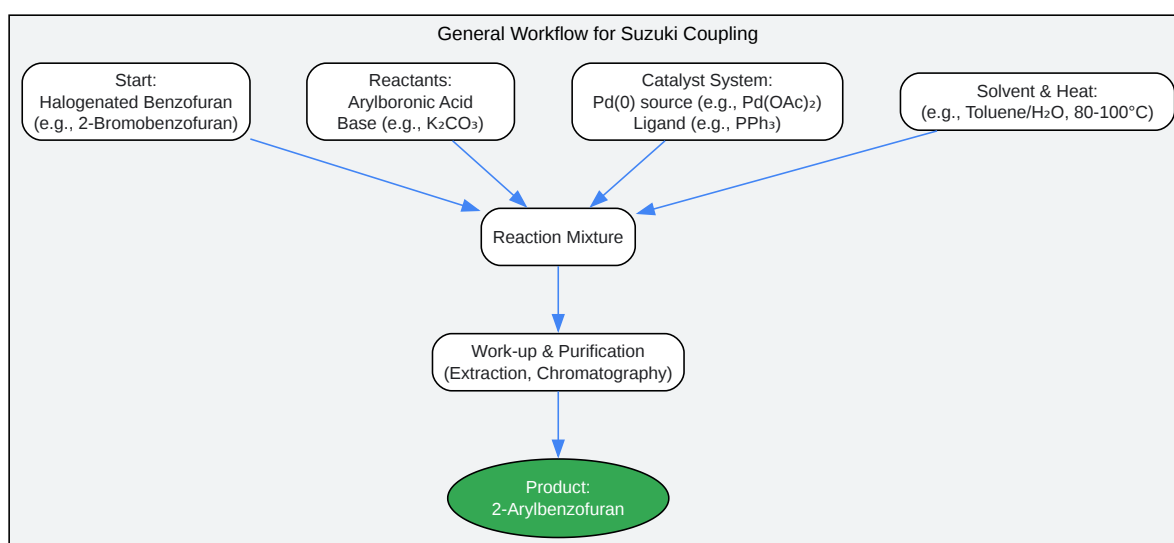 General Workflow for Suzuki Coupling
Start:
Halogenated Benzofuran
(e.g., 2-Bromobenzofuran)
Reactants:
Arylboronic Acid
Base (e.g., K₂CO₃)
Catalyst System:
Pd(0) source (e.g., Pd(OAc)₂)
Ligand (e.g., PPh₃)
Solvent & Heat:
(e.g., Toluene/H₂O, 80-100°C)
Reaction Mixture
Work-up & Purification
(Extraction, Chromatography)
Product:
2-Arylbenzofuran